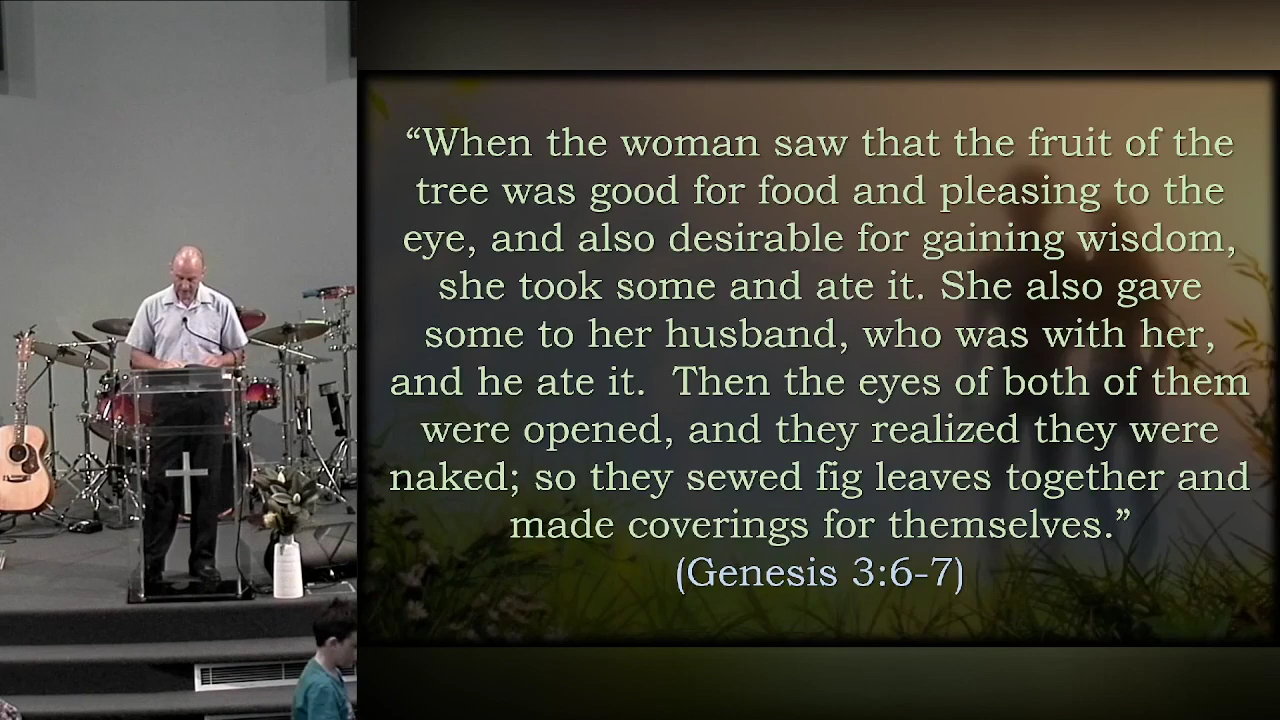 “When the woman saw that the fruit of the
tree was good for food and pleasing to the
eye, and also desirable for gaining wisdom,
she took some and ate it. She also gave
some to her husband, who was with her,
and he ate it.  Then the eyes of both of them
were opened, and they realized they were
naked; so they sewed fig leaves together and
made coverings for themselves.”
(Genesis 3:6-7)